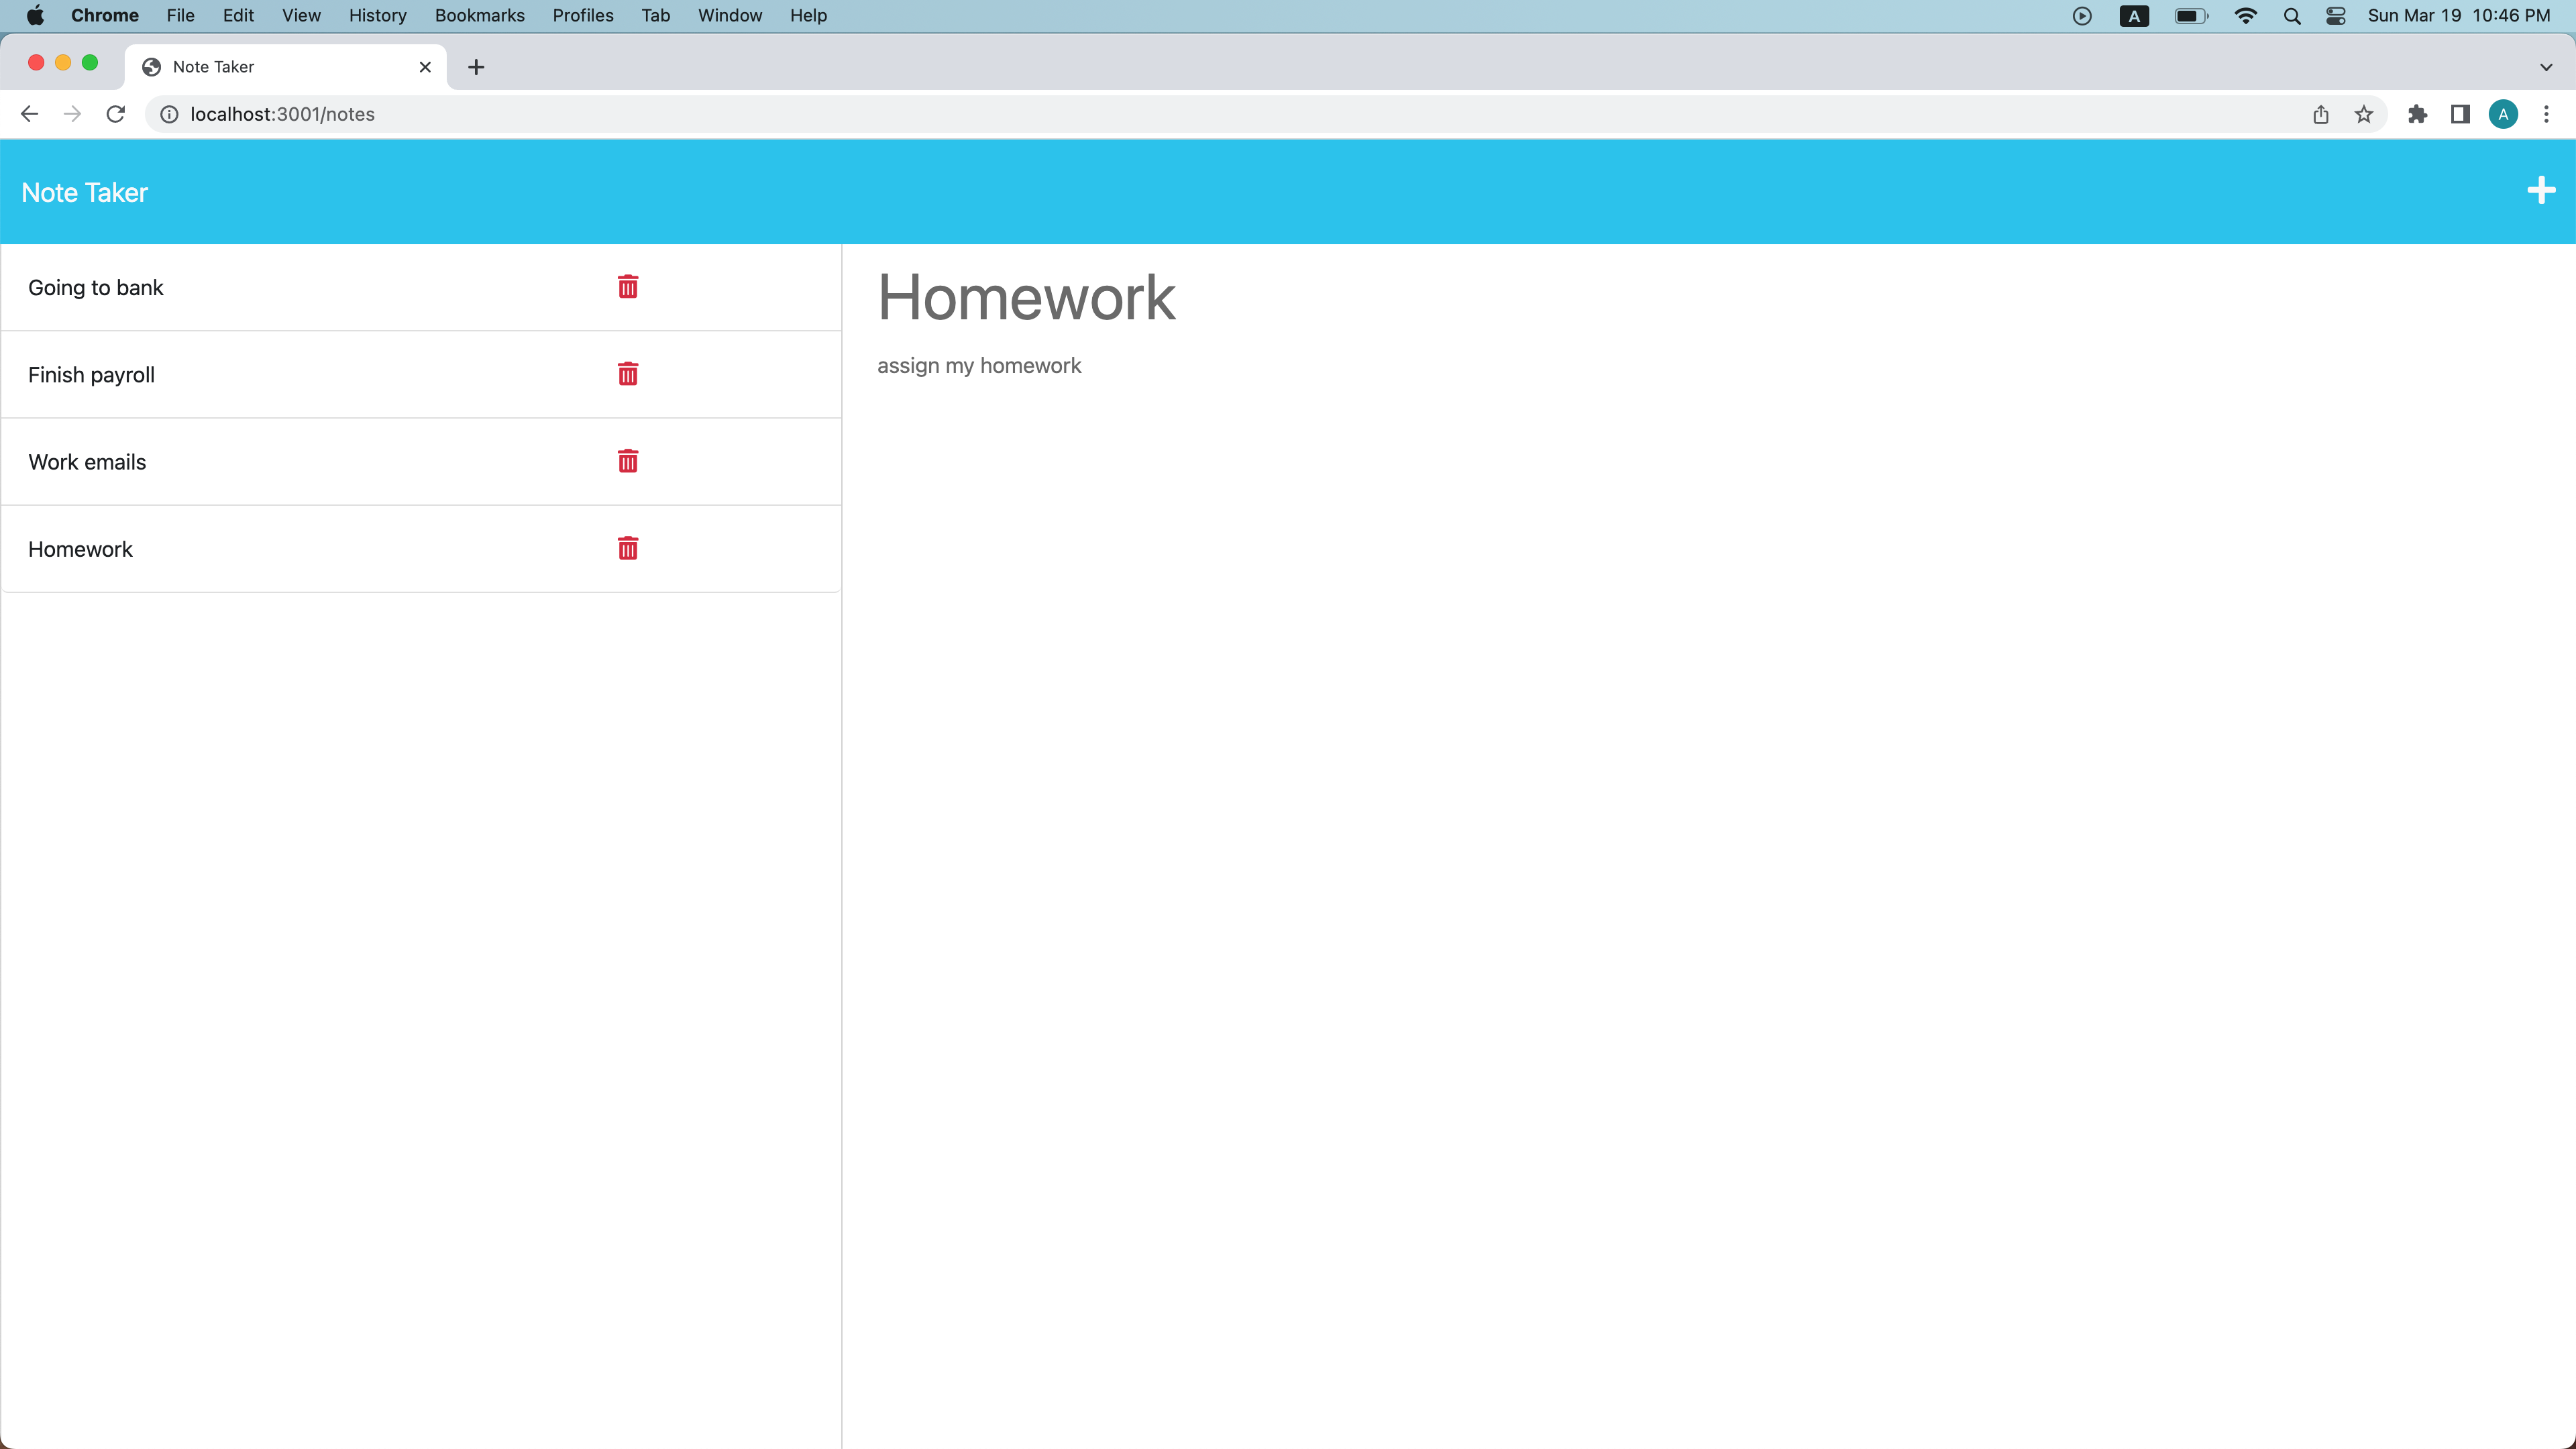 Chrome File Edit View History Bookmarks Profiles Tab Window Help A Sun Mar 19 10:46 PM
Note Taker
localhost:3001/notes A
Note Taker
Going to bank
Finish payroll
Work emails
Homework
Homework
assign my homework